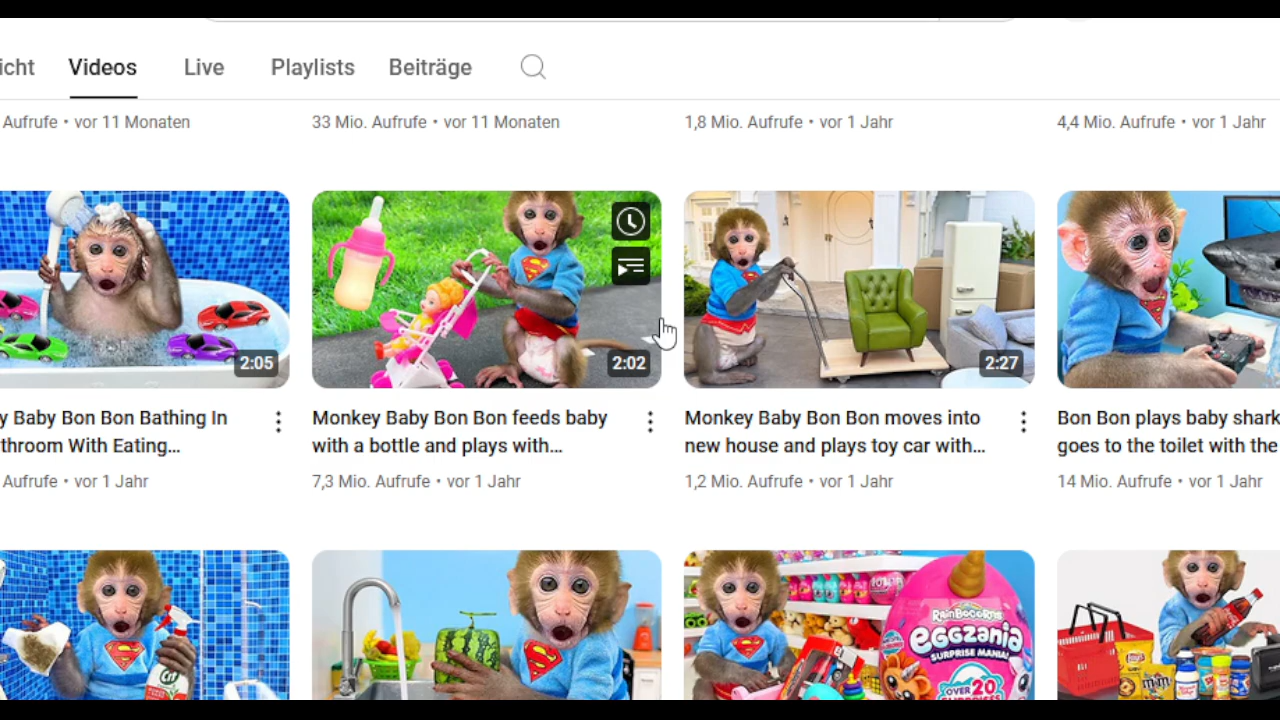 icht
Videos
Live
Playlists
Beiträge
Aufrufe • vor 11 Monaten
33 Mio. Aufrufe • vor 11 Monaten
1,8 Mio. Aufrufe • vor 1 Jahr
4,4 Mio. Aufrufe • vor 1 Jahr
2:05
2:02
2:27
y Baby Bon Bon Bathing In
throom With Eating...
Aufrufe • vor 1 Jahr
Monkey Baby Bon Bon feeds baby
with a bottle and plays with...
7,3 Mio. Aufrufe • vor 1 Jahr
Monkey Baby Bon Bon moves into
new house and plays toy car with...
1,2 Mio. Aufrufe • vor 1 Jahr
Bon Bon plays baby shark
goes to the toilet with the
14 Mio. Aufrufe • vor 1 Jahr
RainBoCoRns
eGGzania
SURPRISE MANIA!
OVER 20
m&m's